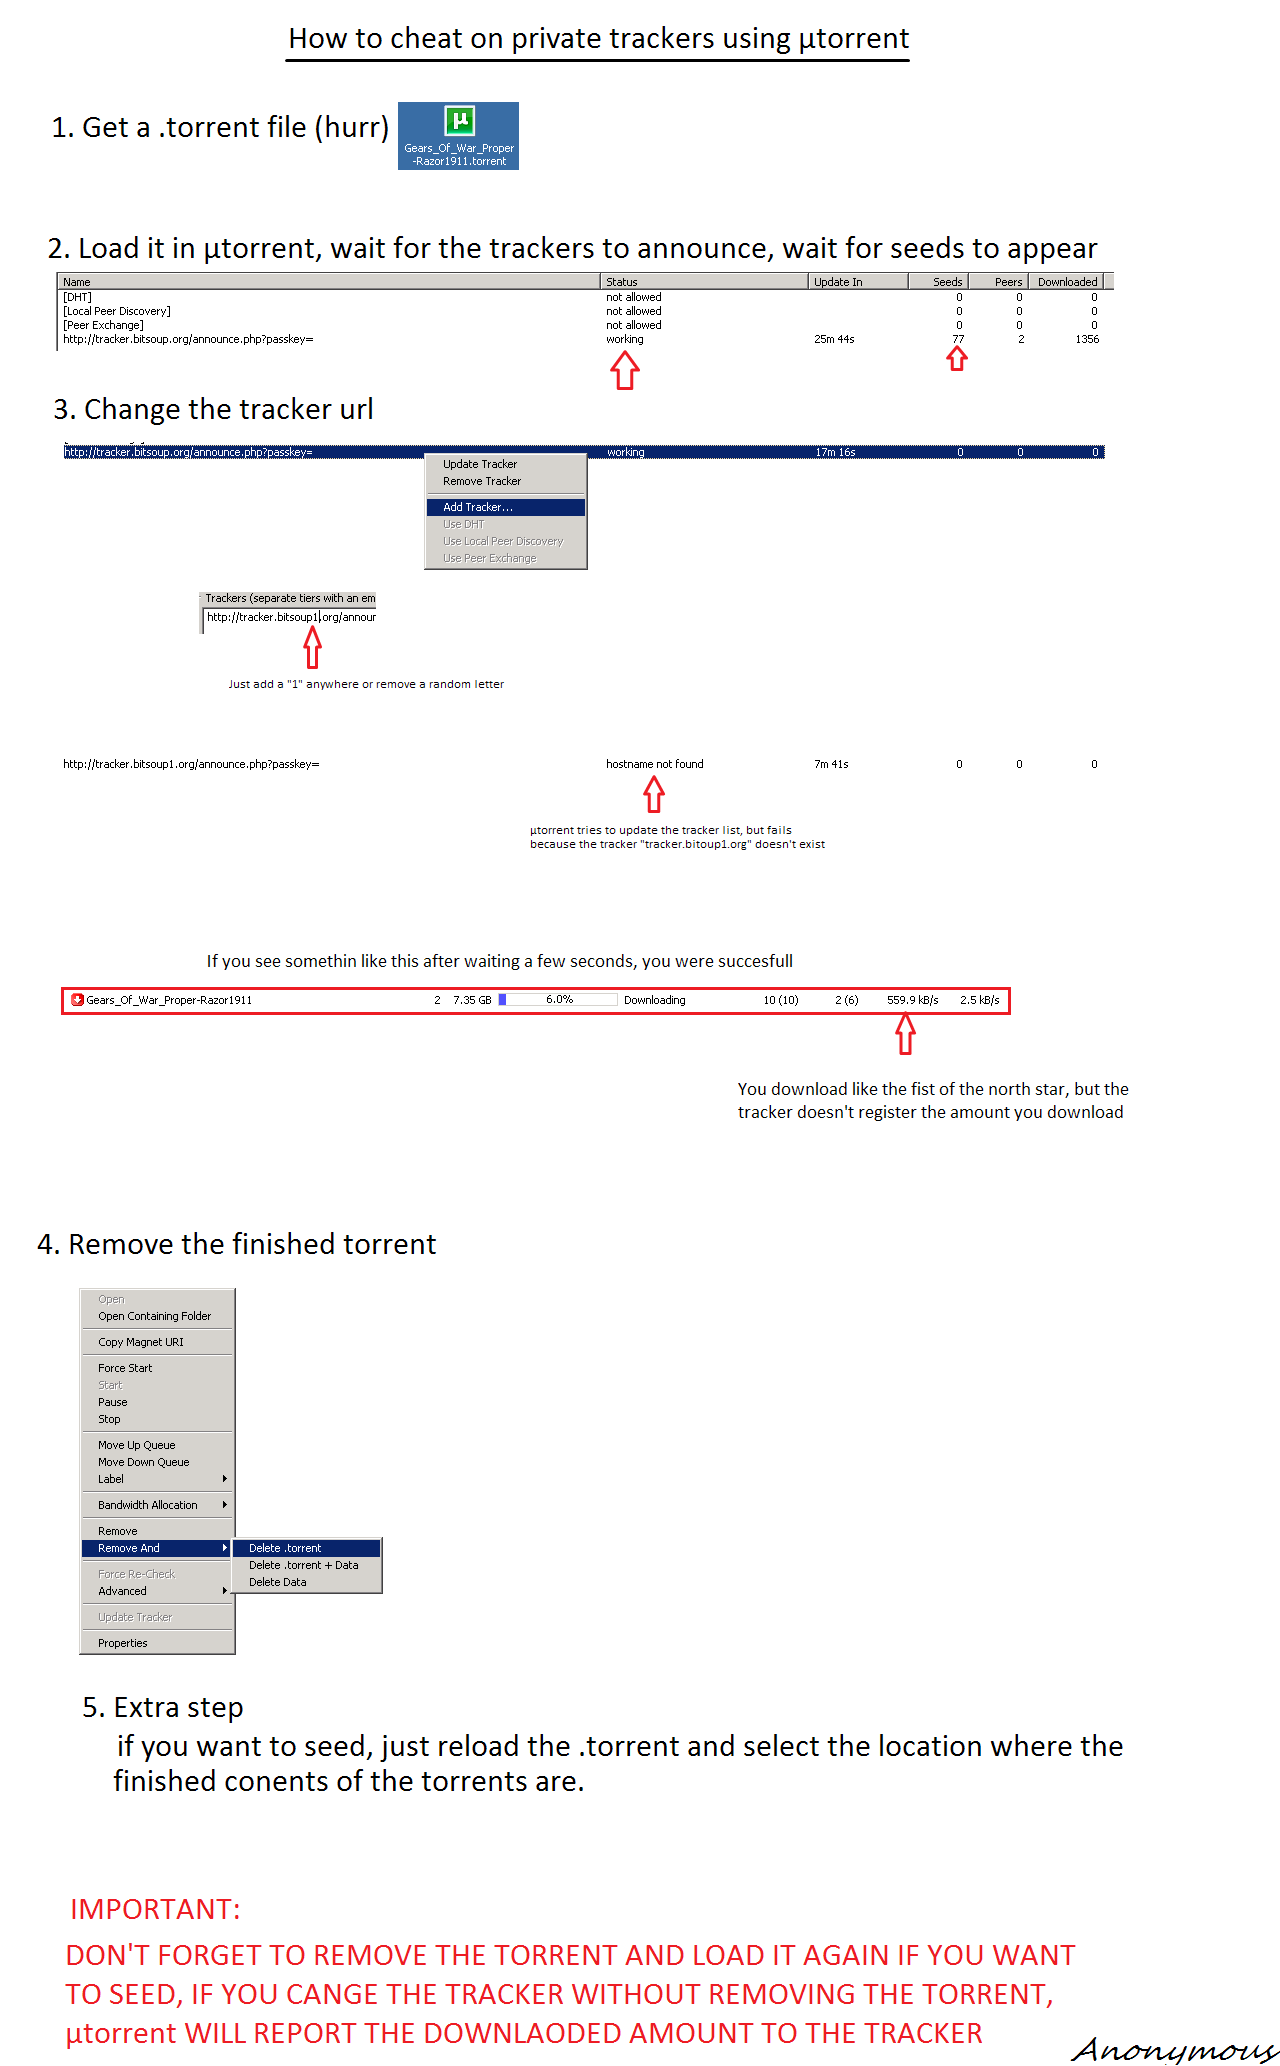 How to cheat on private trackers using µtorrent
1. Get a .torrent file (hurr)
µ
Gears_Of_War_Proper
-Razor1911.torrent
2. Load it in µtorrent, wait for the trackers to announce, wait for seeds to appear
Name Status Update In Seeds Peers Downloaded
[DHT] not allowed 0 0 0
[Local Peer Discovery] not allowed 0 0 0
[Peer Exchange] not allowed 0 0 0
http://tracker.bitsoup.org/announce.php?passkey= working 25m 44s 77 2 1356
3. Change the tracker url
http://tracker.bitsoup.org/announce.php?passkey= working 17m 16s 0 0 0
Update Tracker
Remove Tracker
Add Tracker...
Use DHT
Use Local Peer Discovery
Use Peer Exchange
Trackers (separate tiers with an em
http://tracker.bitsoup1.org/announ
Just add a "1" anywhere or remove a random letter
http://tracker.bitsoup1.org/announce.php?passkey= hostname not found 7m 41s 0 0 0
µtorrent tries to update the tracker list, but fails
because the tracker "tracker.bitoup1.org" doesn't exist
If you see somethin like this after waiting a few seconds, you were succesfull
Gears_Of_War_Proper-Razor1911 2 7.35 GB 6.0% Downloading 10 (10) 2 (6) 559.9 kB/s 2.5 kB/s
You download like the fist of the north star, but the
tracker doesn't register the amount you download
4. Remove the finished torrent
Open
Open Containing Folder
Copy Magnet URI
Force Start
Start
Pause
Stop
Move Up Queue
Move Down Queue
Label
Bandwidth Allocation
Remove
Remove And
Delete .torrent
Delete .torrent + Data
Delete Data
Force Re-Check
Advanced
Update Tracker
Properties
5. Extra step
if you want to seed, just reload the .torrent and select the location where the
finished conents of the torrents are.
IMPORTANT:
DON'T FORGET TO REMOVE THE TORRENT AND LOAD IT AGAIN IF YOU WANT
TO SEED, IF YOU CANGE THE TRACKER WITHOUT REMOVING THE TORRENT,
µtorrent WILL REPORT THE DOWNLAODED AMOUNT TO THE TRACKER
Anonymous